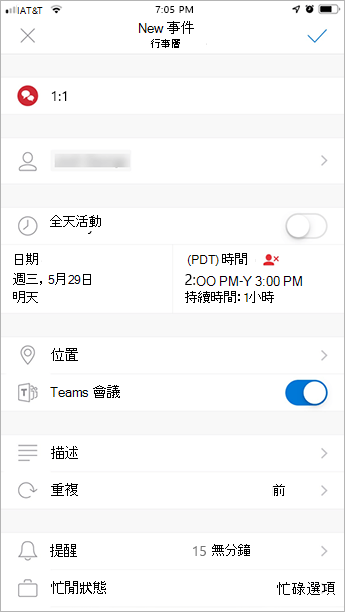 AT&T 7:05 PM
New 事件
行事曆
1:1
全天活動
日期
(PDT) 時間
週三, 5月29日
2:00 PM-Y 3:00 PM
明天
持續時間: 1小時
位置
Teams 會議
描述
重複 前
提醒 15 無分鐘
忙閒狀態 忙碌選項